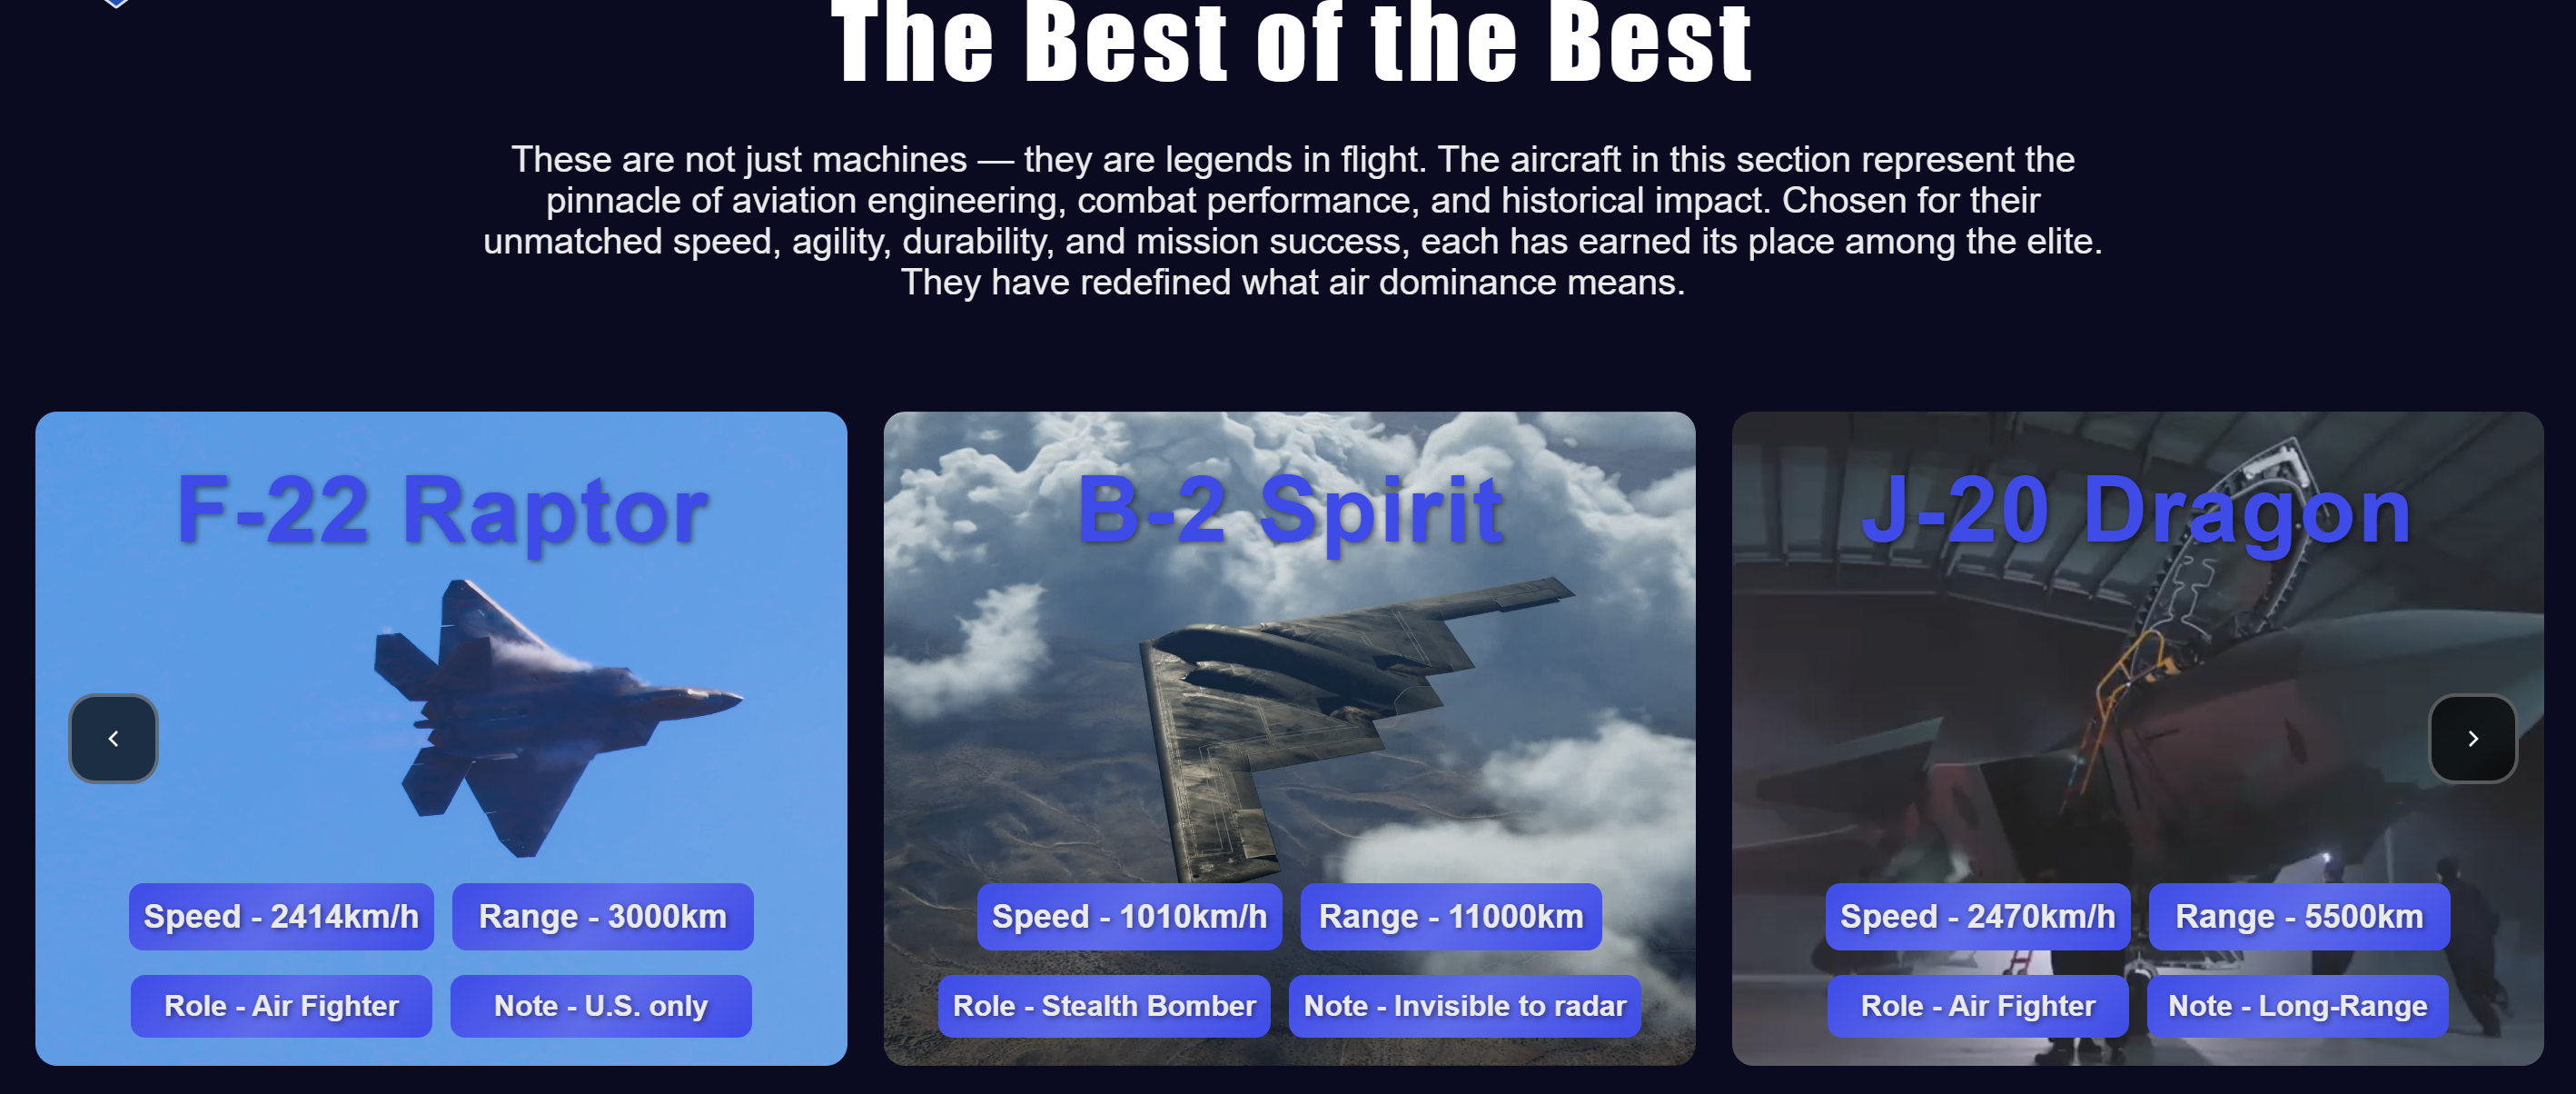 The Best of the Best
These are not just machines — they are legends in flight. The aircraft in this section represent the
pinnacle of aviation engineering, combat performance, and historical impact. Chosen for their
unmatched speed, agility, durability, and mission success, each has earned its place among the elite.
They have redefined what air dominance means.
F-22 Raptor
Speed - 2414km/h
Range - 3000km
Role - Air Fighter
Note - U.S. only
B-2 Spirit
Speed - 1010km/h
Range - 11000km
Role - Stealth Bomber
Note - Invisible to radar
J-20 Dragon
Speed - 2470km/h
Range - 5500km
Role - Air Fighter
Note - Long-Range